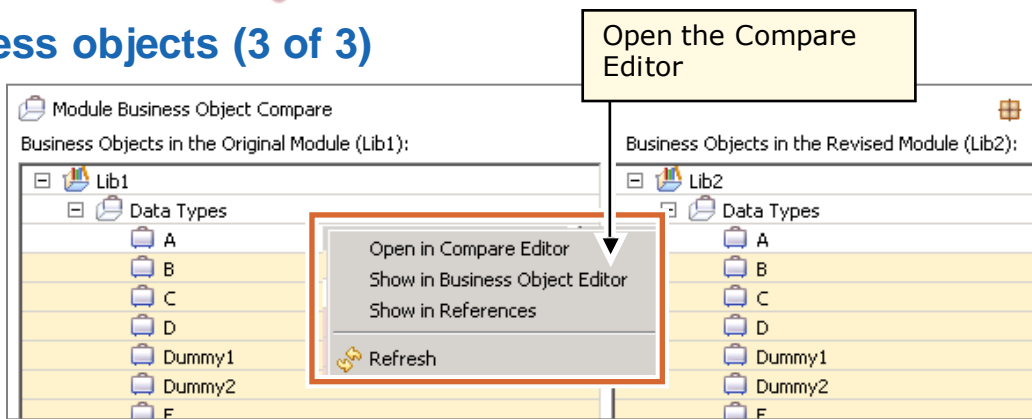 ess objects (3 of 3)
Open the Compare
Editor
Module Business Object Compare
Business Objects in the Original Module (Lib1):
Business Objects in the Revised Module (Lib2):
Lib1
Data Types
A
B
C
D
Dummy1
Dummy2
Open in Compare Editor
Show in Business Object Editor
Show in References
Refresh
Lib2
Data Types
A
B
C
D
Dummy1
Dummy2